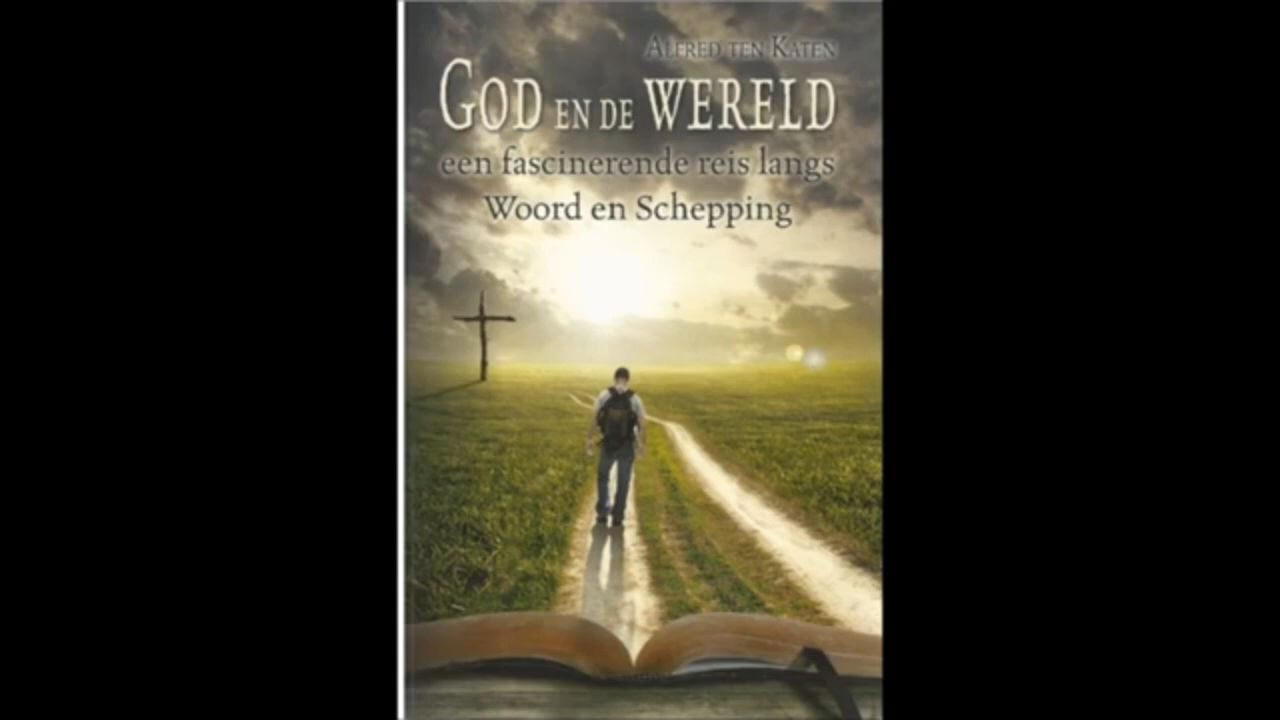 Alfred ten Katen
God en de wereld
een fascinerende reis langs
Woord en Schepping